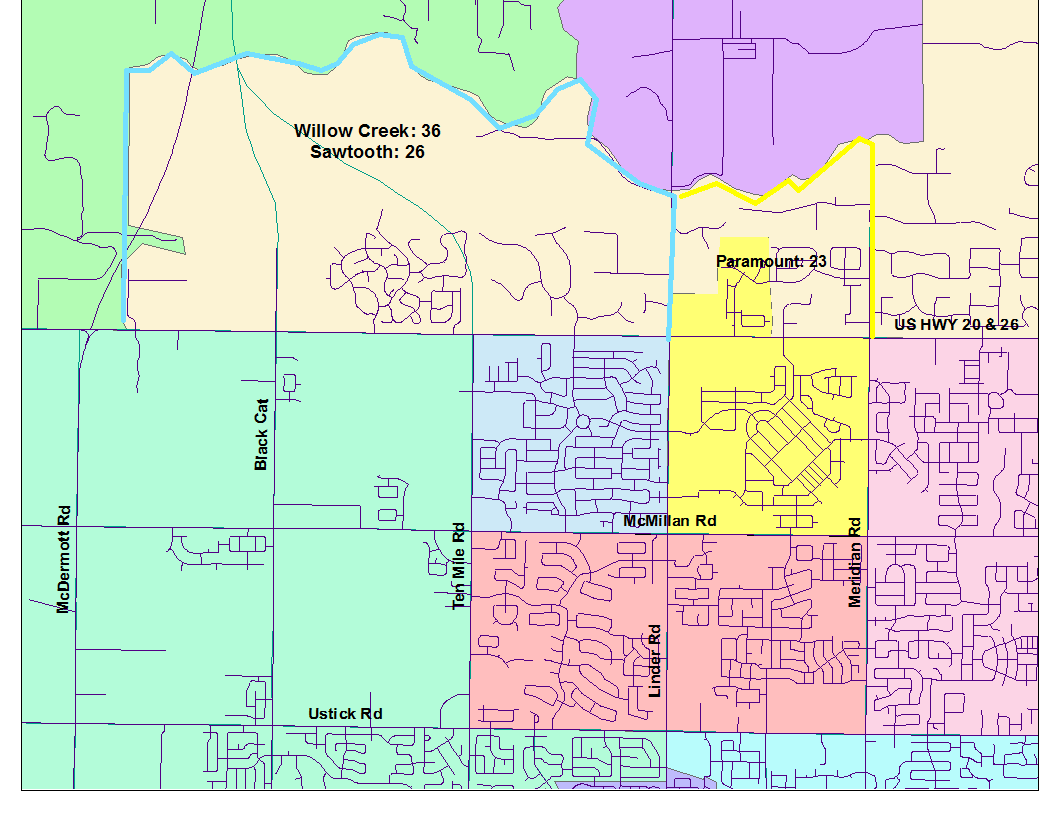 Willow Creek: 36
Sawtooth: 26
Paramount: 23
US HWY 20 & 26
Black Cat
McDermott Rd
McMillan Rd
Ten Mile Rd
Meridian Rd
Linder Rd
Ustick Rd